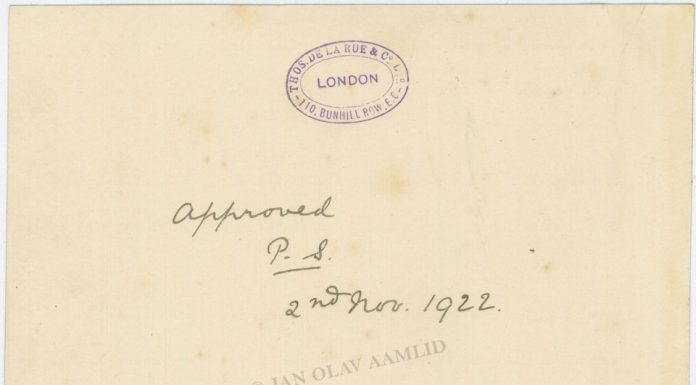 THOS. DE LA RUE & Co. LTD.
LONDON
110, BUNHILL ROW, E.C.
Approved
P. S.
2nd Nov. 1922.
© JAN OLAV AAMLID